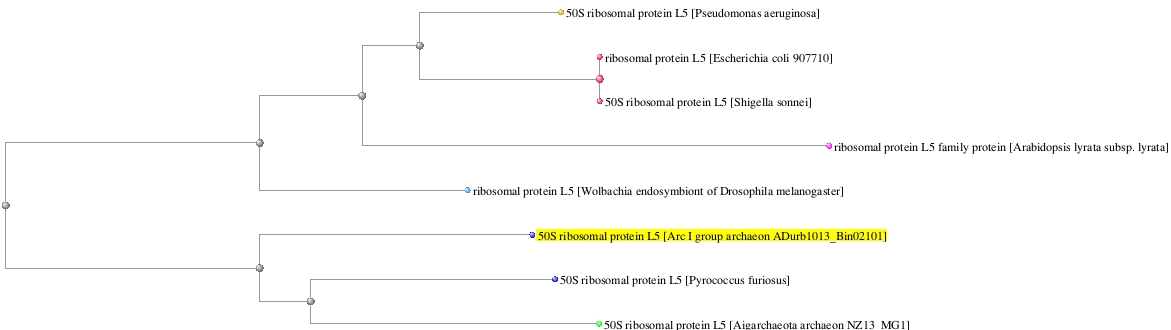 50S ribosomal protein L5 [Pseudomonas aeruginosa]
ribosomal protein L5 [Escherichia coli 907710]
50S ribosomal protein L5 [Shigella sonnei]
ribosomal protein L5 family protein [Arabidopsis lyrata subsp. lyrata]
ribosomal protein L5 [Wolbachia endosymbiont of Drosophila melanogaster]
50S ribosomal protein L5 [Arc I group archaeon ADurb1013_Bin02101]
50S ribosomal protein L5 [Pyrococcus furiosus]
50S ribosomal protein L5 [Aigarchaeota archaeon NZ13_MG1]